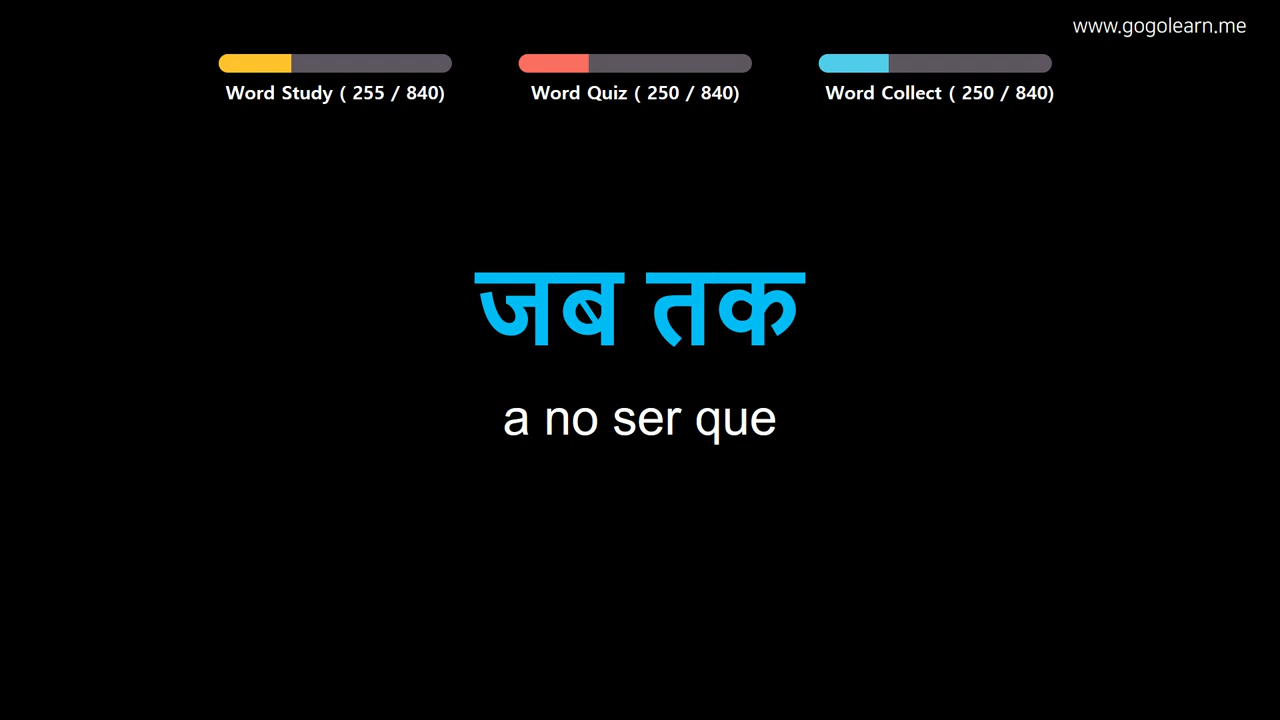 www.gogolearn.me
Word Study ( 255 / 840)
Word Quiz ( 250 / 840)
Word Collect ( 250 / 840)
जब तक
a no ser que